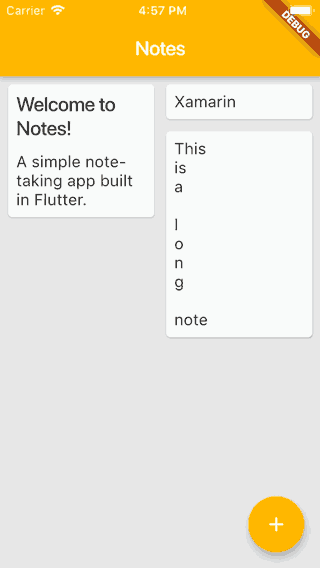 Carrier 4:57 PM
DEBUG
Notes
Welcome to
Notes!
A simple note-
taking app built
in Flutter.
Xamarin
This
is
a
l
o
n
g
note
+